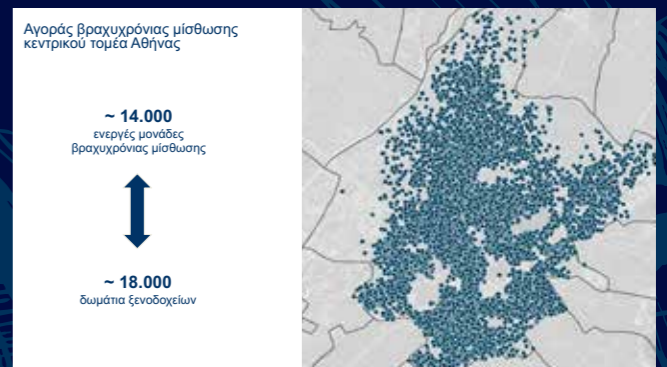 Αγοράς βραχυχρόνιας μίσθωσης
κεντρικού τομέα Αθήνας
~ 14.000
ενεργές μονάδες
βραχυχρόνιας μίσθωσης
~ 18.000
δωμάτια ξενοδοχείων